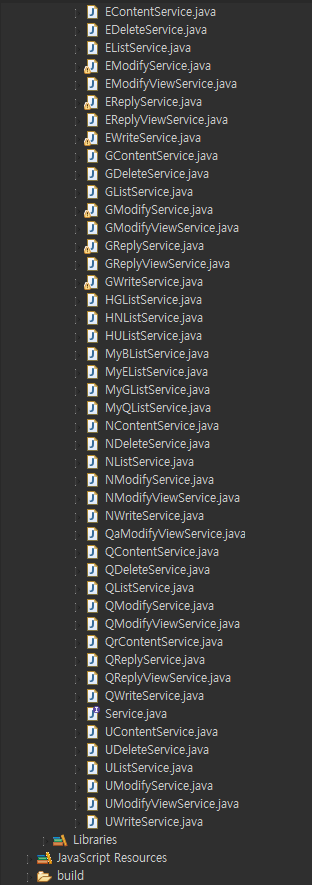 EContentService.java
EDeleteService.java
EListService.java
EModifyService.java
EModifyViewService.java
EReplyService.java
EReplyViewService.java
EWriteService.java
GContentService.java
GDeleteService.java
GListService.java
GModifyService.java
GModifyViewService.java
GReplyService.java
GReplyViewService.java
GWriteService.java
HGListService.java
HNListService.java
HUListService.java
MyBListService.java
MyEListService.java
MyGListService.java
MyQListService.java
NContentService.java
NDeleteService.java
NListService.java
NModifyService.java
NModifyViewService.java
NWriteService.java
QaModifyViewService.java
QContentService.java
QDeleteService.java
QListService.java
QModifyService.java
QModifyViewService.java
QrContentService.java
QReplyService.java
QReplyViewService.java
QWriteService.java
Service.java
UContentService.java
UDeleteService.java
UListService.java
UModifyService.java
UModifyViewService.java
UWriteService.java
Libraries
JavaScript Resources
build